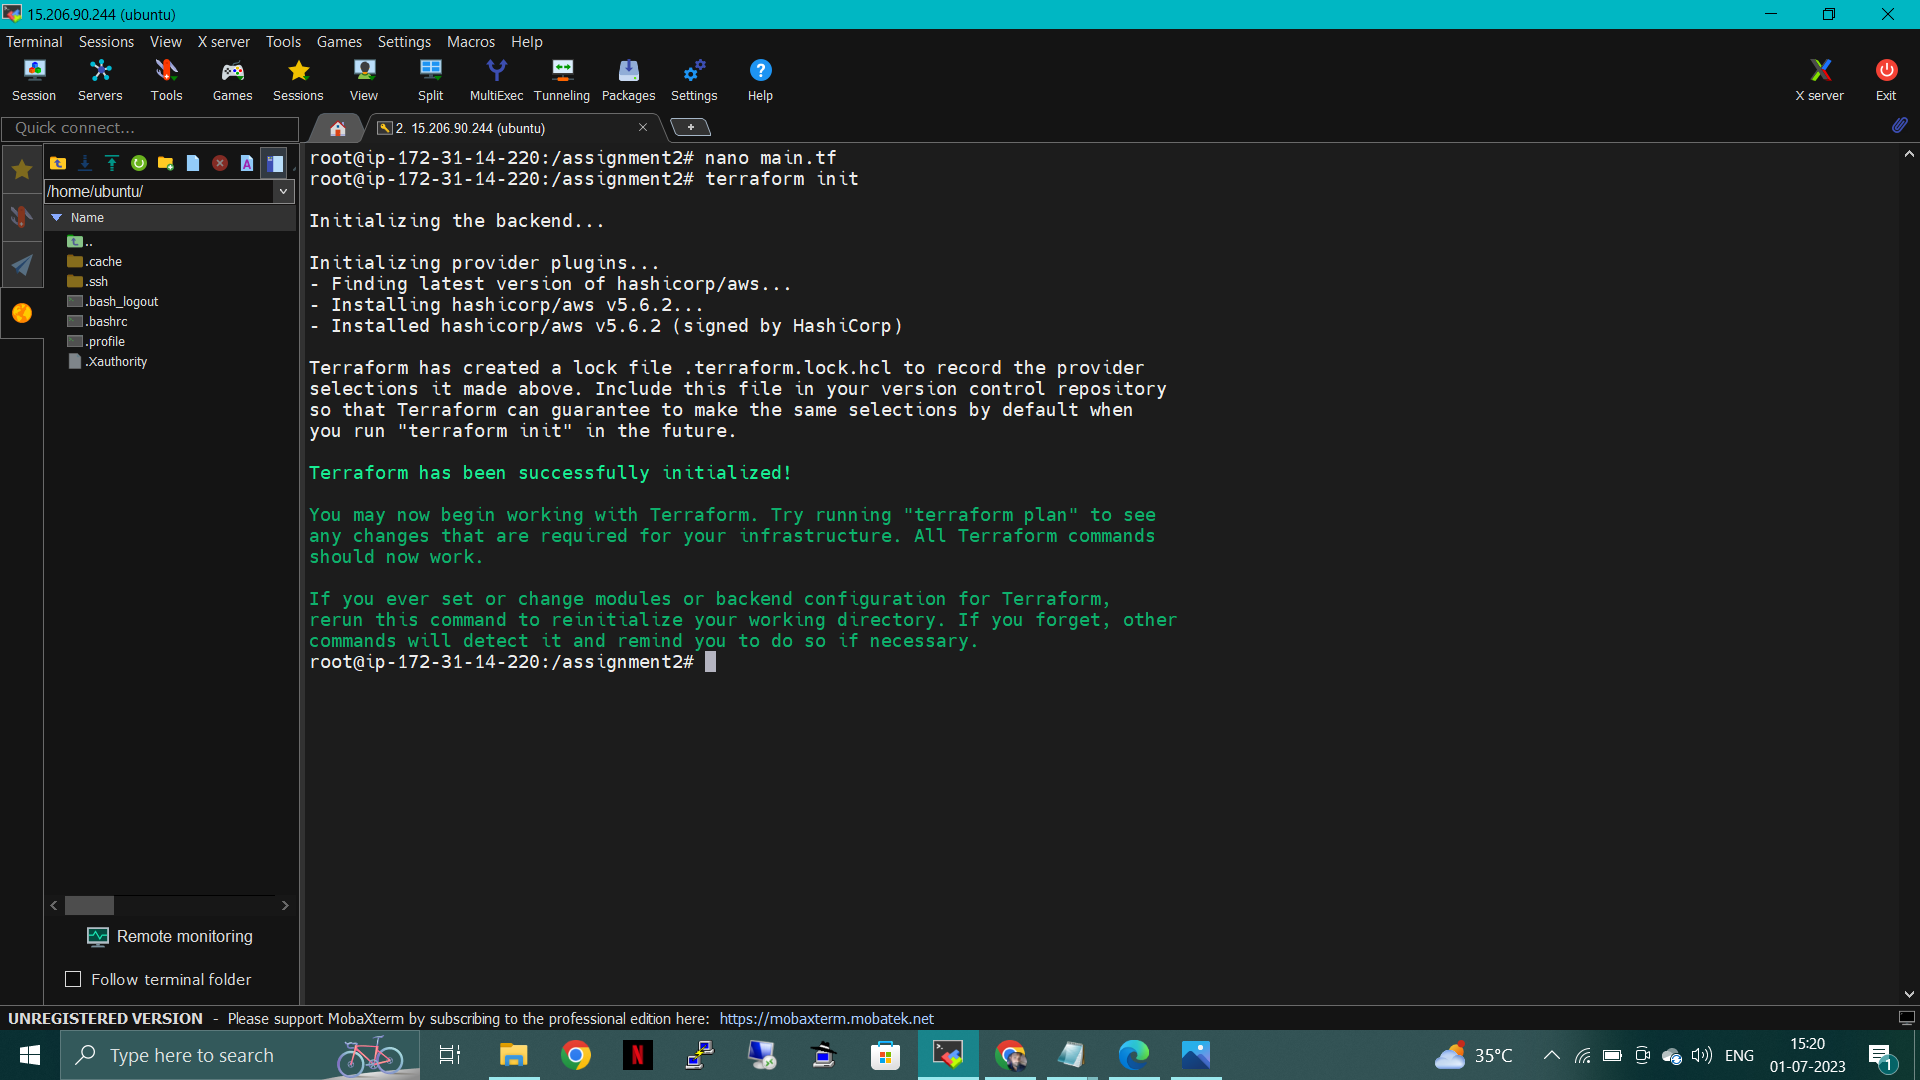 15.206.90.244 (ubuntu)
Terminal Sessions View X server Tools Games Settings Macros Help
Session Servers Tools Games Sessions View Split MultiExec Tunneling Packages Settings Help X server Exit
Quick connect...
2. 15.206.90.244 (ubuntu)
/home/ubuntu/
Name
..
.cache
.ssh
.bash_logout
.bashrc
.profile
.Xauthority
root@ip-172-31-14-220:/assignment2# nano main.tf
root@ip-172-31-14-220:/assignment2# terraform init
Initializing the backend...
Initializing provider plugins...
- Finding latest version of hashicorp/aws...
- Installing hashicorp/aws v5.6.2...
- Installed hashicorp/aws v5.6.2 (signed by HashiCorp)
Terraform has created a lock file .terraform.lock.hcl to record the provider
selections it made above. Include this file in your version control repository
so that Terraform can guarantee to make the same selections by default when
you run "terraform init" in the future.
Terraform has been successfully initialized!
You may now begin working with Terraform. Try running "terraform plan" to see
any changes that are required for your infrastructure. All Terraform commands
should now work.
If you ever set or change modules or backend configuration for Terraform,
rerun this command to reinitialize your working directory. If you forget, other
commands will detect it and remind you to do so if necessary.
root@ip-172-31-14-220:/assignment2#
Remote monitoring
Follow terminal folder
UNREGISTERED VERSION - Please support MobaXterm by subscribing to the professional edition here: https://mobaxterm.mobatek.net
Type here to search
35°C
ENG
15:20
01-07-2023
1